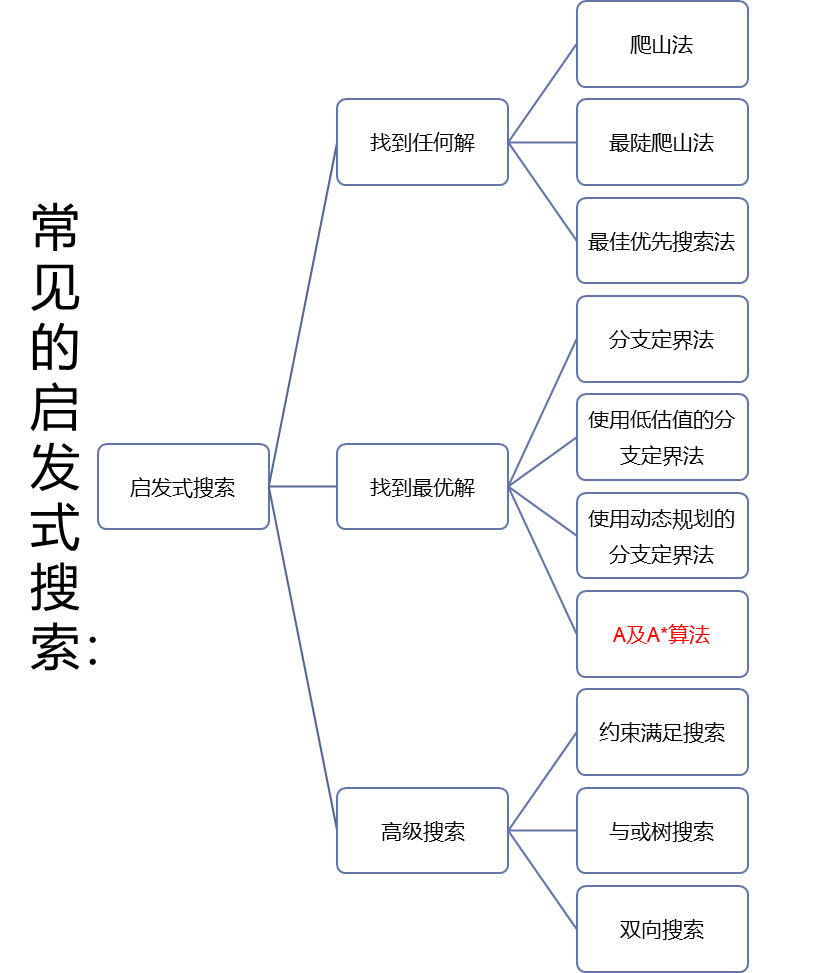 常见的启发式搜索：
启发式搜索
找到任何解
爬山法
最陡爬山法
最佳优先搜索法
找到最优解
分支定界法
使用低估值的分
支定界法
使用动态规划的
分支定界法
A及A*算法
高级搜索
约束满足搜索
与或树搜索
双向搜索